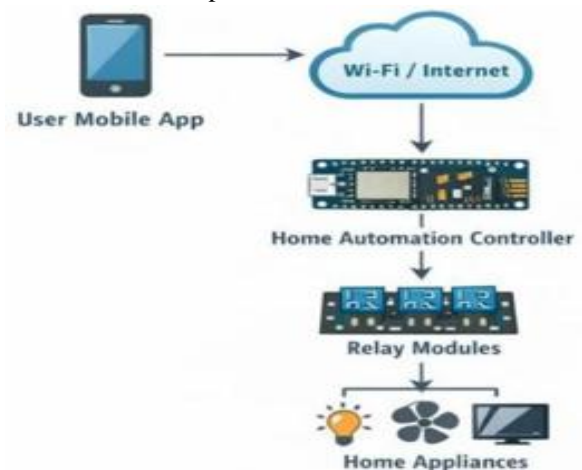 User Mobile App
Wi-Fi / Internet
Home Automation Controller
Relay Modules
Home Appliances